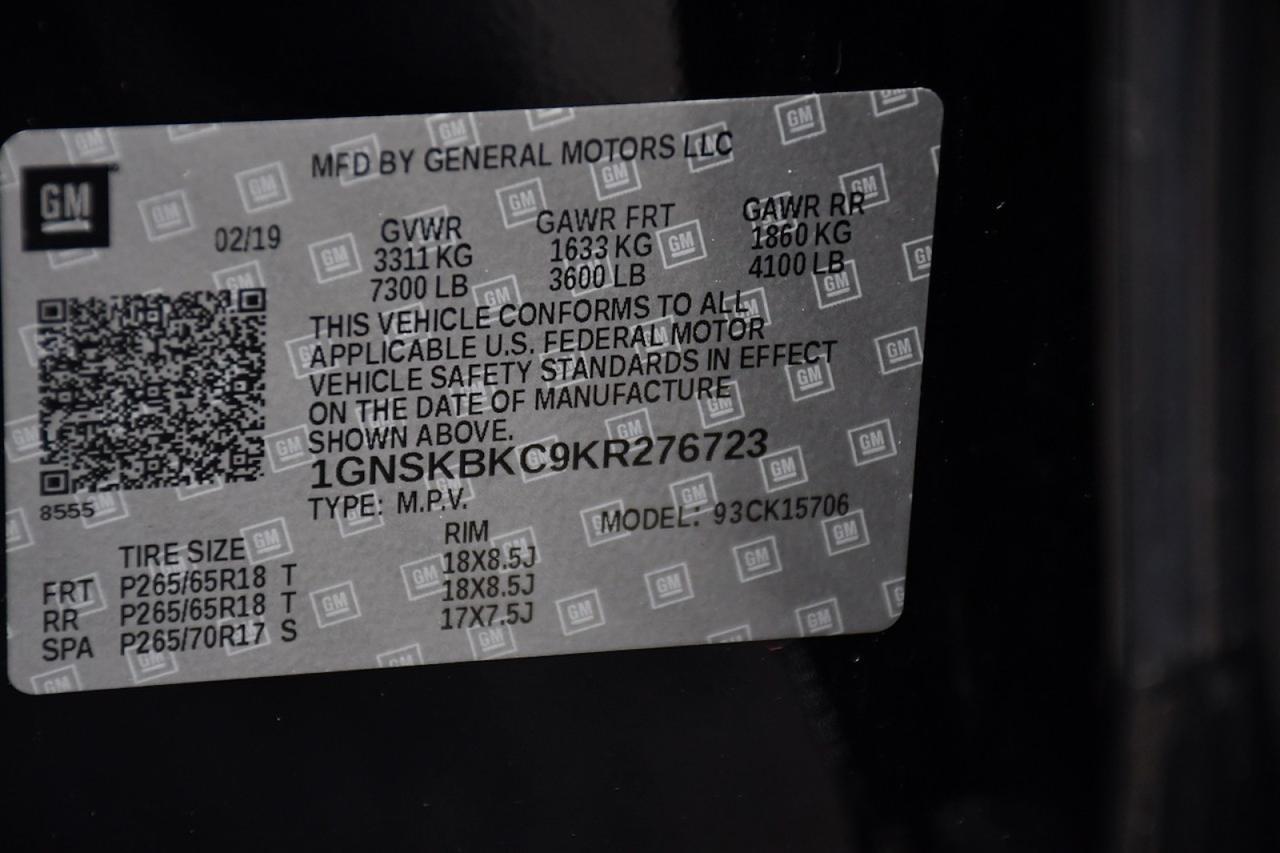 GM
MFD BY GENERAL MOTORS LLC
02/19
GVWR GAWR FRT GAWR RR
3311 KG 1633 KG 1860 KG
7300 LB 3600 LB 4100 LB
THIS VEHICLE CONFORMS TO ALL
APPLICABLE U.S. FEDERAL MOTOR
VEHICLE SAFETY STANDARDS IN EFFECT
ON THE DATE OF MANUFACTURE
SHOWN ABOVE.
1GNSKBKC9KR276723
8555
TYPE: M.P.V. MODEL: 93CK15706
TIRE SIZE RIM
FRT P265/65R18 T 18X8.5J
RR P265/65R18 T 18X8.5J
SPA P265/70R17 S 17X7.5J